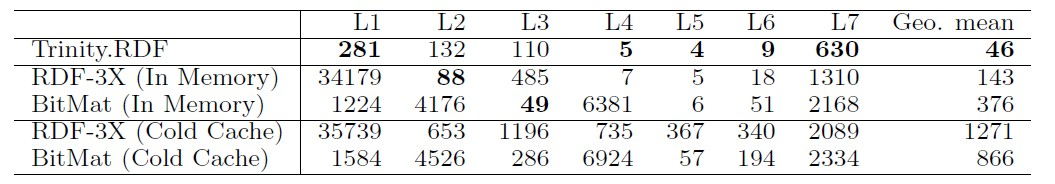 L1 L2 L3 L4 L5 L6 L7 Geo. mean
Trinity.RDF 281 132 110 5 4 9 630 46
RDF-3X (In Memory) 34179 88 485 7 5 18 1310 143
BitMat (In Memory) 1224 4176 49 6381 6 51 2168 376
RDF-3X (Cold Cache) 35739 653 1196 735 367 340 2089 1271
BitMat (Cold Cache) 1584 4526 286 6924 57 194 2334 866